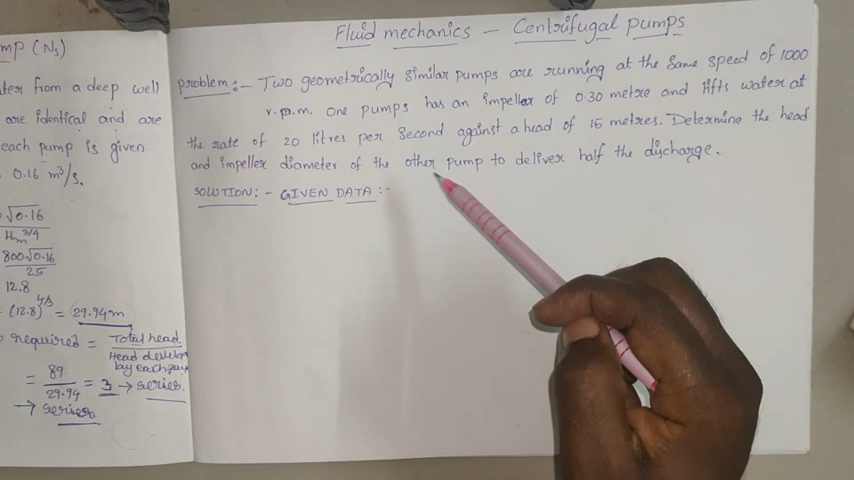 mp (Ns)
ter from a deep well
are identical and are
each pump is given
0.16 m³/s.
√0.16
Hm^3/4
800√0.16
25
12.8
(12.8)^4/3 = 29.94m
required = Total head
Head develop
by each pump
= 89
29.94
= 3 → series
→ series
Fluid mechanics - Centrifugal pumps
problem:- Two geometrically similar pumps are running at the same speed of 1000
r.p.m. One pumps has an impeller of 0.30 metre and lifts water at
the rate of 20 litres per second against a head of 15 metres. Determine the head
and impeller diameter of the other pump to deliver half the discharge.
SOLUTION:- GIVEN DATA:-